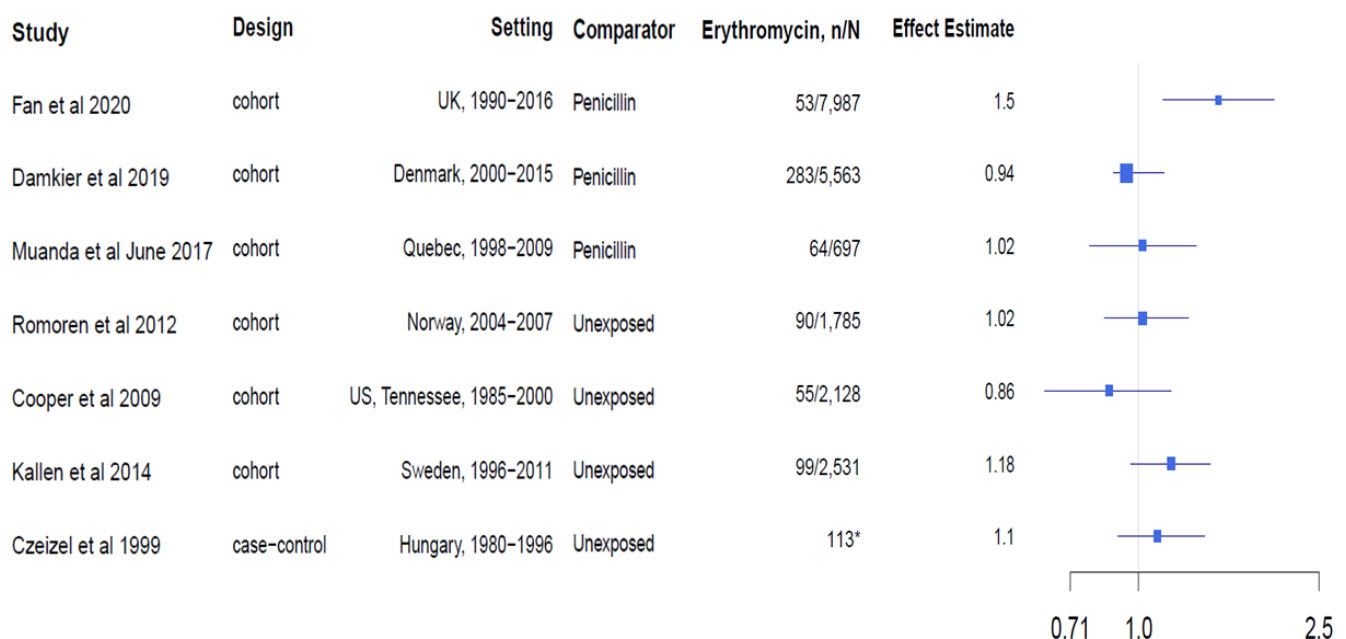 Study Design Setting Comparator Erythromycin, n/N Effect Estimate
Fan et al 2020 cohort UK, 1990−2016 Penicillin 53/7,987 1.5
Damkier et al 2019 cohort Denmark, 2000−2015 Penicillin 283/5,563 0.94
Muanda et al June 2017 cohort Quebec, 1998−2009 Penicillin 64/697 1.02
Romoren et al 2012 cohort Norway, 2004−2007 Unexposed 90/1,785 1.02
Cooper et al 2009 cohort US, Tennessee, 1985−2000 Unexposed 55/2,128 0.86
Kallen et al 2014 cohort Sweden, 1996−2011 Unexposed 99/2,531 1.18
Czeizel et al 1999 case−control Hungary, 1980−1996 Unexposed 113* 1.1
0.71 1.0 2.5